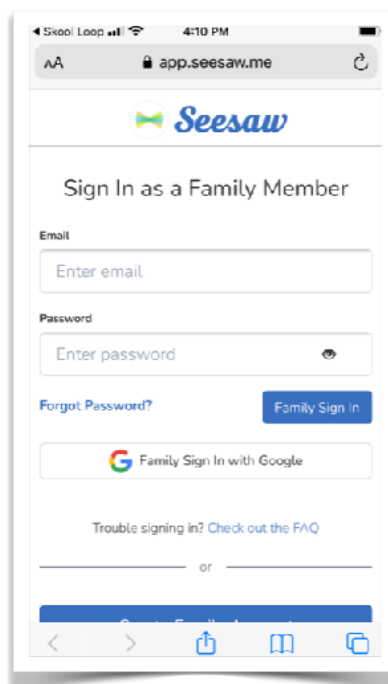 Skool Loop 4:10 PM
AA app.seesaw.me
Seesaw
Sign In as a Family Member
Email
Enter email
Password
Enter password
Forgot Password? Family Sign In
Family Sign In with Google
Trouble signing in? Check out the FAQ
or